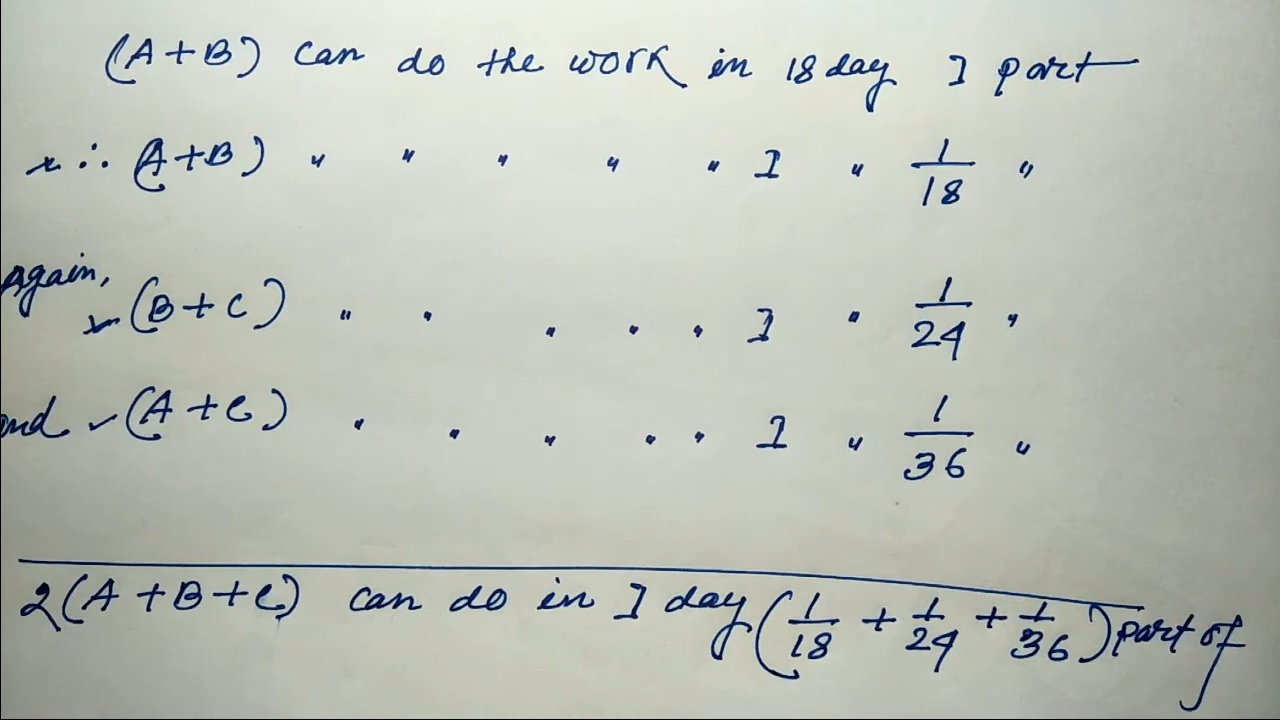 (A+B) can do the work in 18 day 1 part
∴ (A+B) " " " " " 1 " 1/18 "
Again,
(B+C) " " " " " 1 " 1/24 "
and (A+C) " " " " " 1 " 1/36 "
2(A+B+C) can do in 1 day (1/18 + 1/24 + 1/36) part of